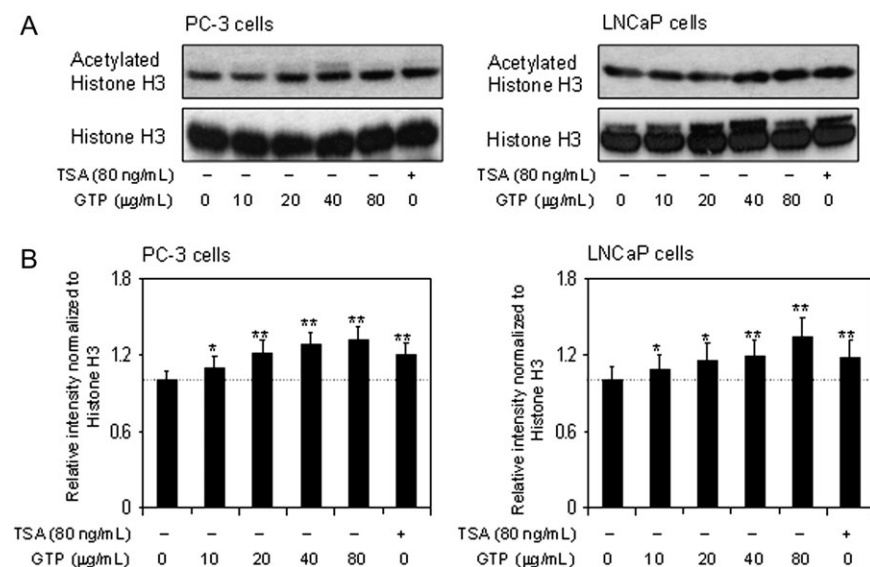 A
PC-3 cells
LNCaP cells
Acetylated
Histone H3
Acetylated
Histone H3
Histone H3
Histone H3
TSA (80 ng/mL) – – – – – +
GTP (µg/mL) 0 10 20 40 80 0
TSA (80 ng/mL) – – – – – +
GTP (µg/mL) 0 10 20 40 80 0
B
PC-3 cells
Relative intensity normalized to
Histone H3
1.8
1.2
0.6
0
* ** ** ** **
TSA (80 ng/mL) – – – – – +
GTP (µg/mL) 0 10 20 40 80 0
LNCaP cells
Relative intensity normalized to
Histone H3
1.8
1.2
0.6
0
* * ** ** **
TSA (80 ng/mL) – – – – – +
GTP (µg/mL) 0 10 20 40 80 0